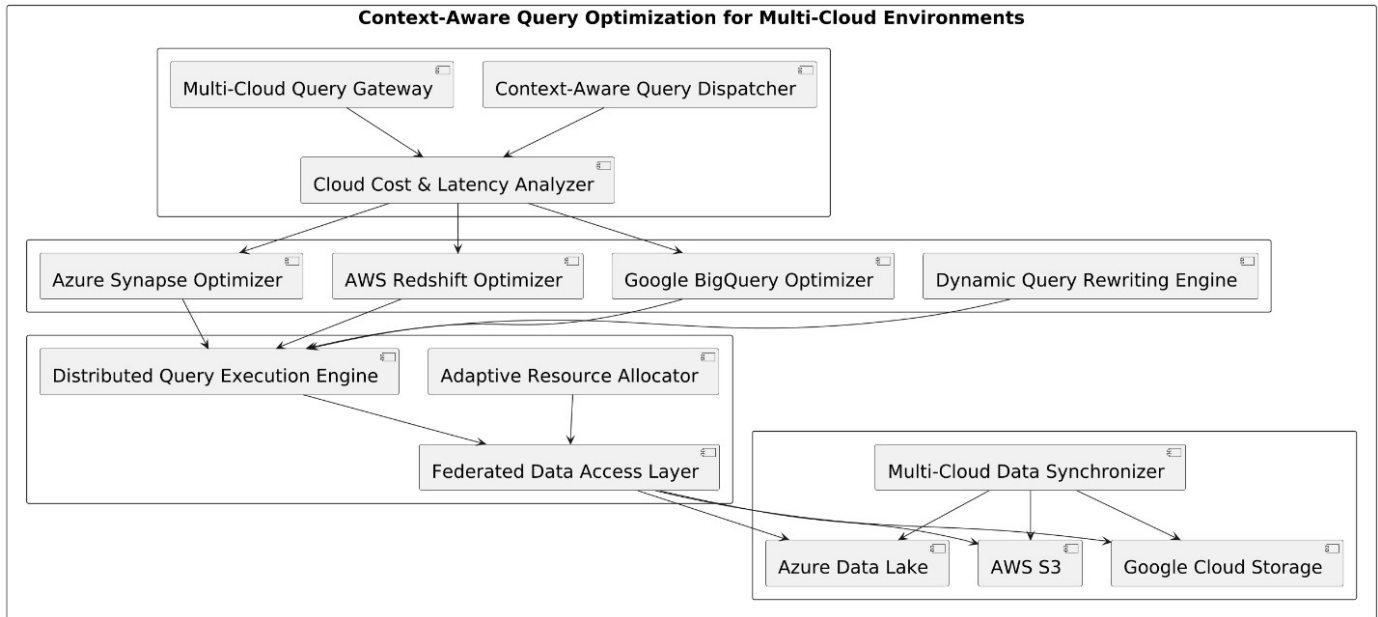 Context-Aware Query Optimization for Multi-Cloud Environments
Multi-Cloud Query Gateway
Context-Aware Query Dispatcher
Cloud Cost & Latency Analyzer
Azure Synapse Optimizer
AWS Redshift Optimizer
Google BigQuery Optimizer
Dynamic Query Rewriting Engine
Distributed Query Execution Engine
Adaptive Resource Allocator
Federated Data Access Layer
Multi-Cloud Data Synchronizer
Azure Data Lake
AWS S3
Google Cloud Storage